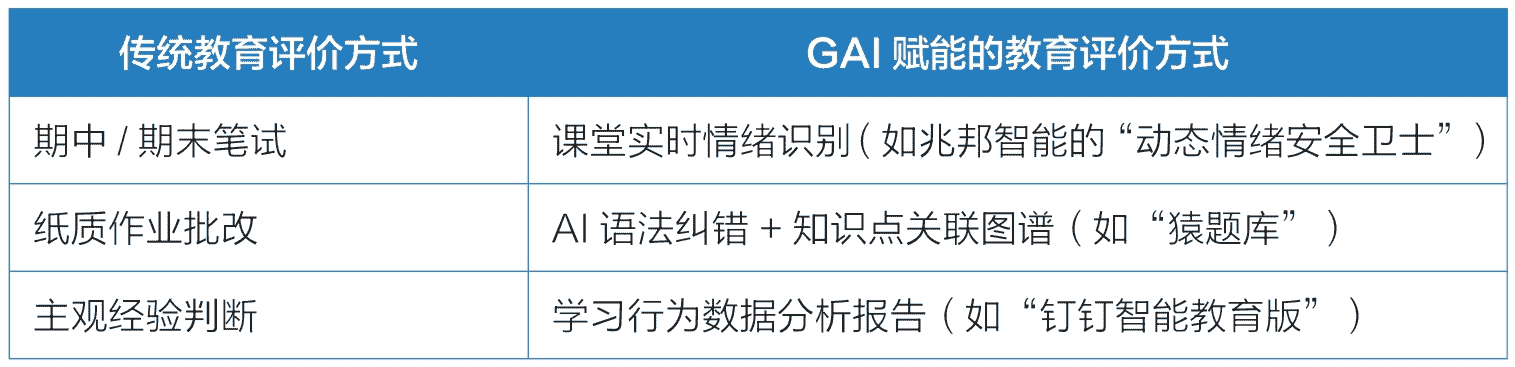 传统教育评价方式 GAI 赋能的教育评价方式
期中 / 期末笔试 课堂实时情绪识别（如兆邦智能的“动态情绪安全卫士”）
纸质作业批改 AI 语法纠错 + 知识点关联图谱（如“猿题库”）
主观经验判断 学习行为数据分析报告（如“钉钉智能教育版”）